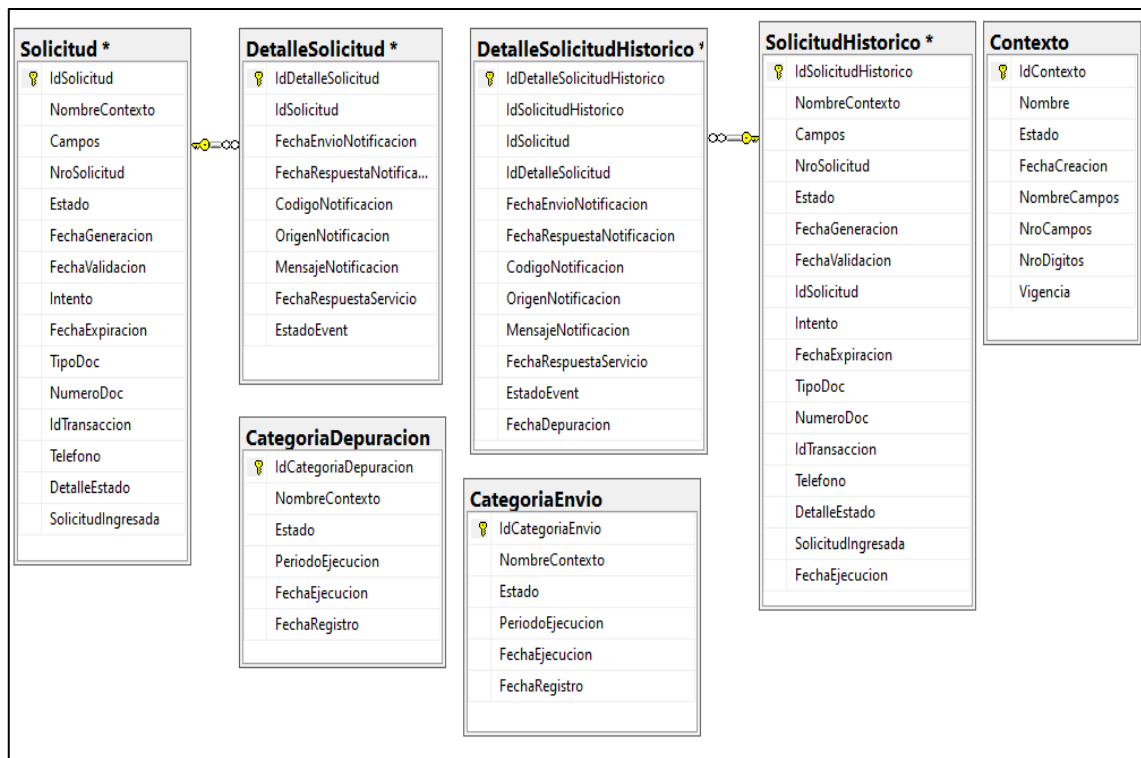 Solicitud *
IdSolicitud
NombreContexto
Campos
NroSolicitud
Estado
FechaGeneracion
FechaValidacion
Intento
FechaExpiracion
TipoDoc
NumeroDoc
IdTransaccion
Telefono
DetalleEstado
SolicitudIngresada
DetalleSolicitud *
IdDetalleSolicitud
IdSolicitud
FechaEnvioNotificacion
FechaRespuestaNotifica...
CodigoNotificacion
OrigenNotificacion
MensajeNotificacion
FechaRespuestaServicio
EstadoEvent
CategoriaDepuracion
IdCategoriaDepuracion
NombreContexto
Estado
PeriodoEjecucion
FechaEjecucion
FechaRegistro
DetalleSolicitudHistorico *
IdDetalleSolicitudHistorico
IdSolicitudHistorico
IdSolicitud
IdDetalleSolicitud
FechaEnvioNotificacion
FechaRespuestaNotificacion
CodigoNotificacion
OrigenNotificacion
MensajeNotificacion
FechaRespuestaServicio
EstadoEvent
FechaDepuracion
CategoriaEnvio
IdCategoriaEnvio
NombreContexto
Estado
PeriodoEjecucion
FechaEjecucion
FechaRegistro
SolicitudHistorico *
IdSolicitudHistorico
NombreContexto
Campos
NroSolicitud
Estado
FechaGeneracion
FechaValidacion
IdSolicitud
Intento
FechaExpiracion
TipoDoc
NumeroDoc
IdTransaccion
Telefono
DetalleEstado
SolicitudIngresada
FechaEjecucion
Contexto
IdContexto
Nombre
Estado
FechaCreacion
NombreCampos
NroCampos
NroDigitos
Vigencia